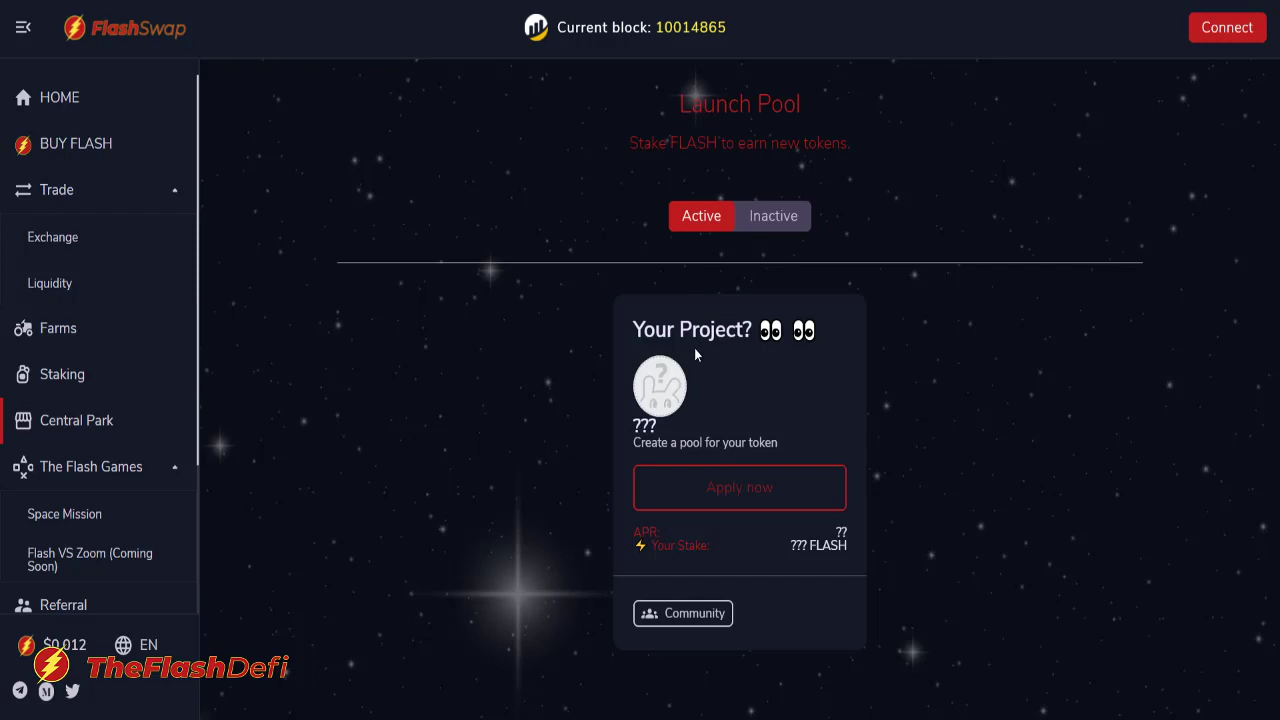 FlashSwap
Current block: 10014865
Connect
HOME
BUY FLASH
Trade
Exchange
Liquidity
Farms
Staking
Central Park
The Flash Games
Space Mission
Flash VS Zoom (Coming
Soon)
Referral
$0.012
EN
TheFlashDefi
M
Launch Pool
Stake FLASH to earn new tokens.
Active
Inactive
Your Project? 👀 👀
?
???
Create a pool for your token
Apply now
APR: ??
⚡ Your Stake: ??? FLASH
Community